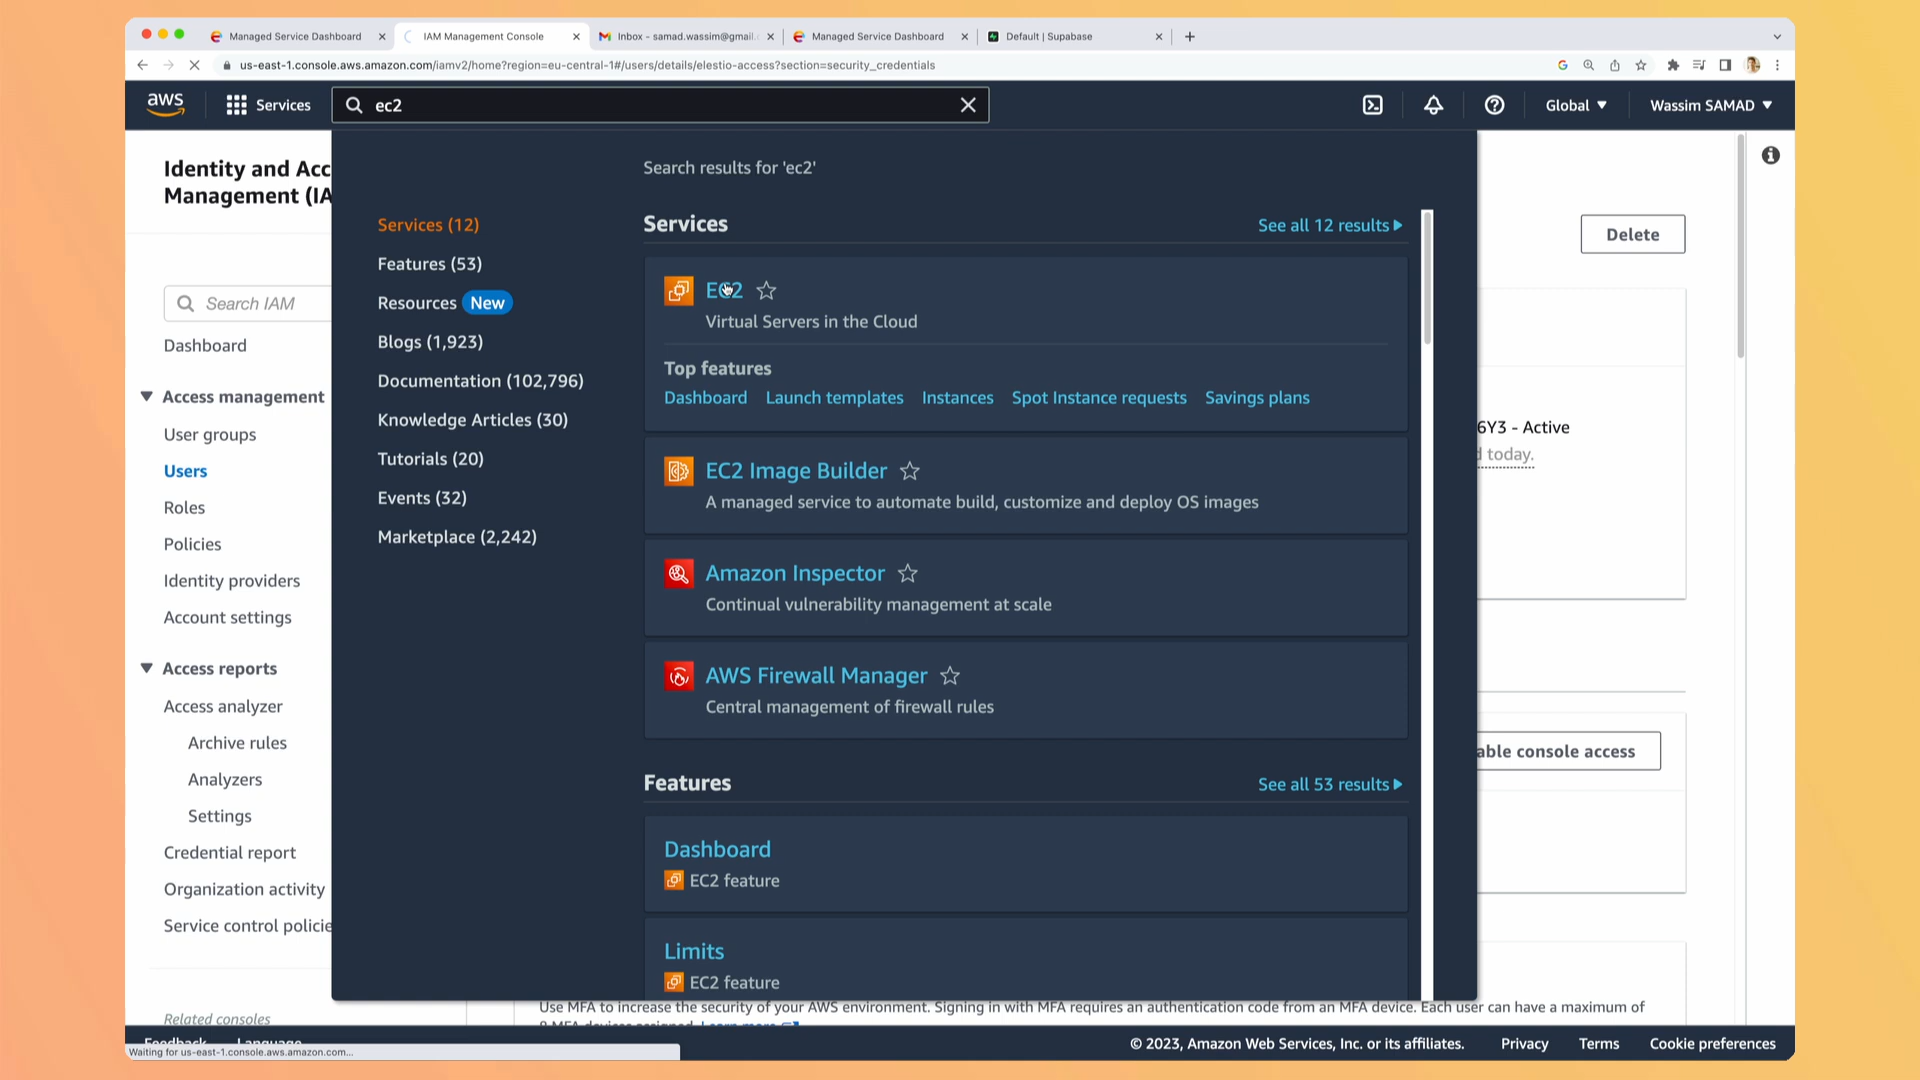 Managed Service Dashboard
IAM Management Console
Inbox - samad.wassim@gmail.c
Managed Service Dashboard
Default | Supabase
us-east-1.console.aws.amazon.com/iamv2/home?region=eu-central-1#/users/details/elestio-access?section=security_credentials
aws
Services
ec2
Global
Wassim SAMAD
Identity and Acc
Management (IA
Search IAM
Dashboard
Access management
User groups
Users
Roles
Policies
Identity providers
Account settings
Access reports
Access analyzer
Archive rules
Analyzers
Settings
Credential report
Organization activity
Service control policie
Related consoles
Search results for 'ec2'
Services (12)
Features (53)
Resources New
Blogs (1,923)
Documentation (102,796)
Knowledge Articles (30)
Tutorials (20)
Events (32)
Marketplace (2,242)
Services
See all 12 results
EC2
Virtual Servers in the Cloud
Top features
Dashboard Launch templates Instances Spot Instance requests Savings plans
EC2 Image Builder
A managed service to automate build, customize and deploy OS images
Amazon Inspector
Continual vulnerability management at scale
AWS Firewall Manager
Central management of firewall rules
Features
See all 53 results
Dashboard
EC2 feature
Limits
EC2 feature
Delete
6Y3 - Active
d today.
able console access
Use MFA to increase the security of your AWS environment. Signing in with MFA requires an authentication code from an MFA device. Each user can have a maximum of
8 MFA devices assigned. Learn more
Feedback
Language
Waiting for us-east-1.console.aws.amazon.com...
© 2023, Amazon Web Services, Inc. or its affiliates.
Privacy
Terms
Cookie preferences